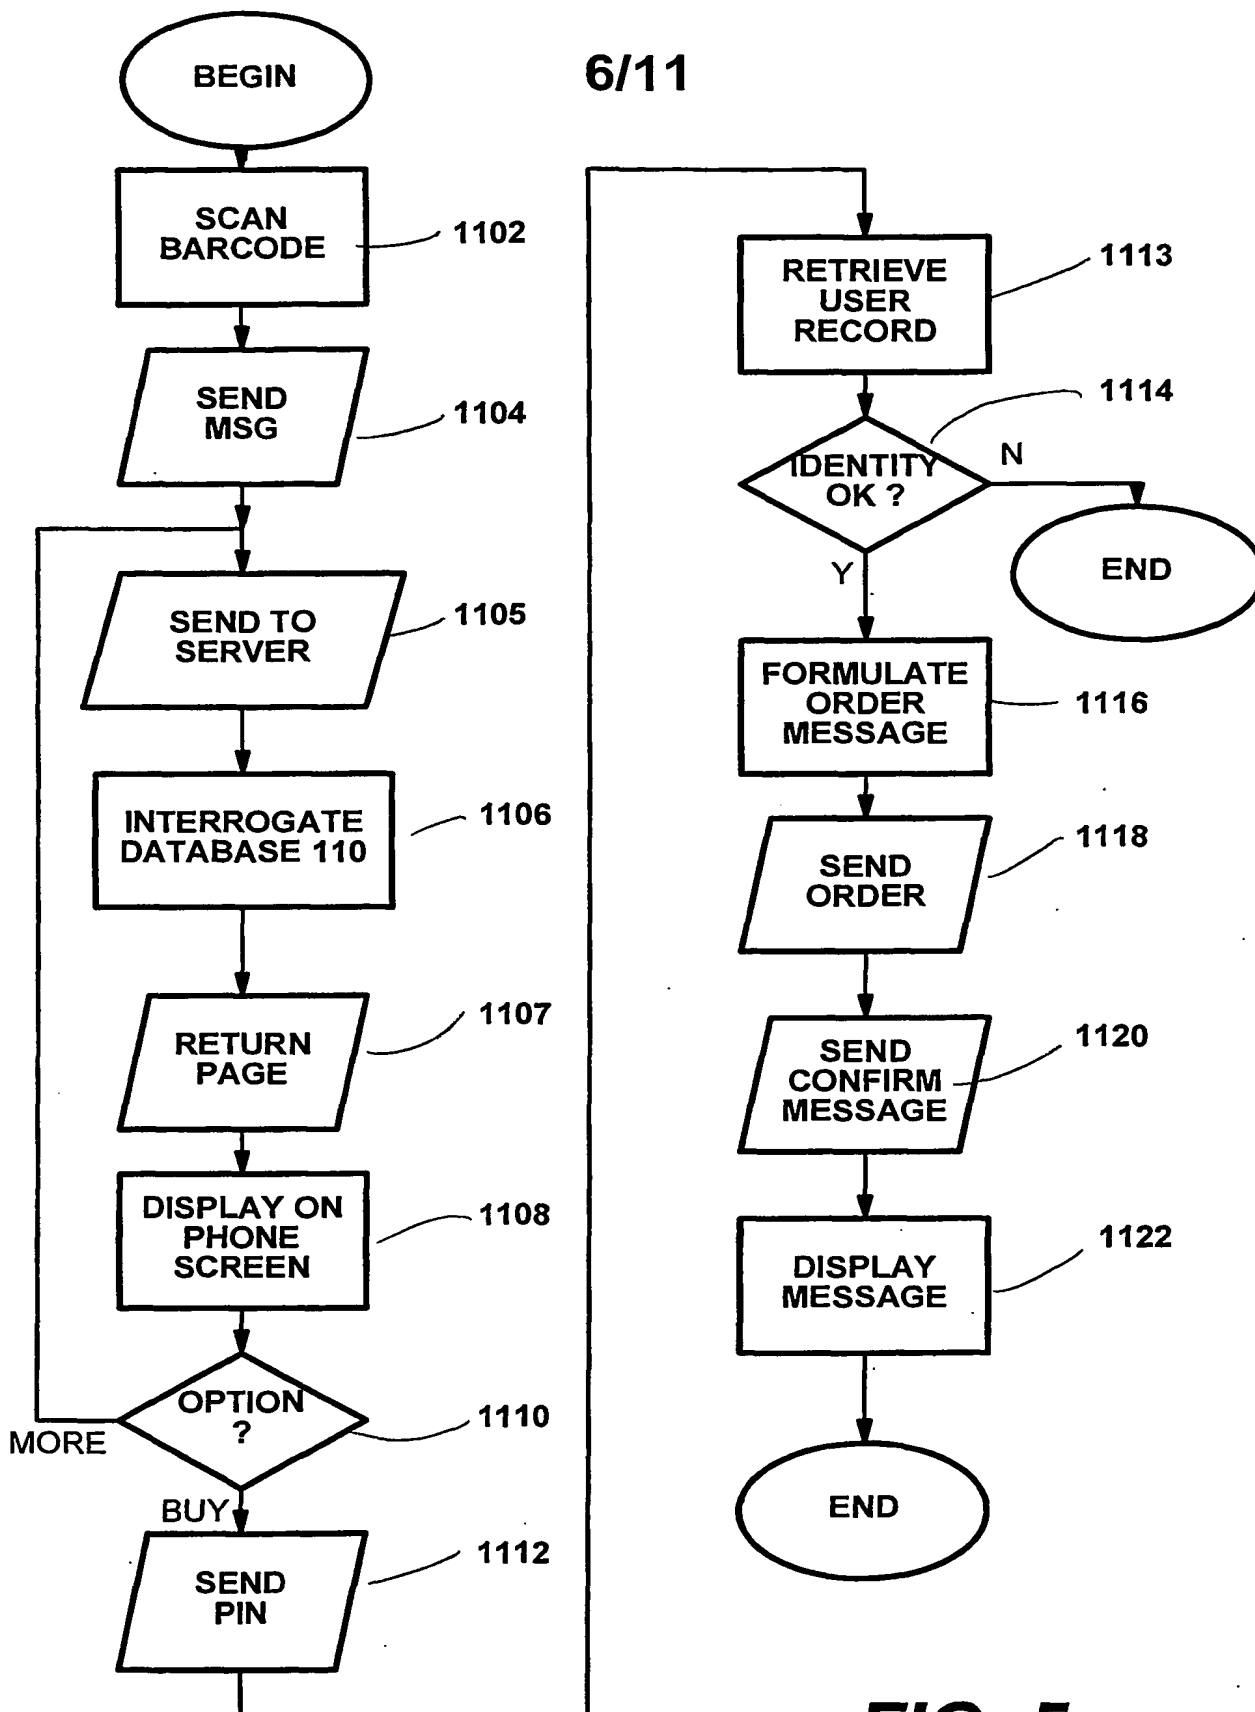 6/11
BEGIN
SCAN
BARCODE
1102
SEND
MSG
1104
SEND TO
SERVER
1105
INTERROGATE
DATABASE 110
1106
RETURN
PAGE
1107
DISPLAY ON
PHONE
SCREEN
1108
OPTION
?
1110
MORE
BUY
SEND
PIN
1112
RETRIEVE
USER
RECORD
1113
IDENTITY
OK ?
1114
N
END
Y
FORMULATE
ORDER
MESSAGE
1116
SEND
ORDER
1118
SEND
CONFIRM
MESSAGE
1120
DISPLAY
MESSAGE
1122
END